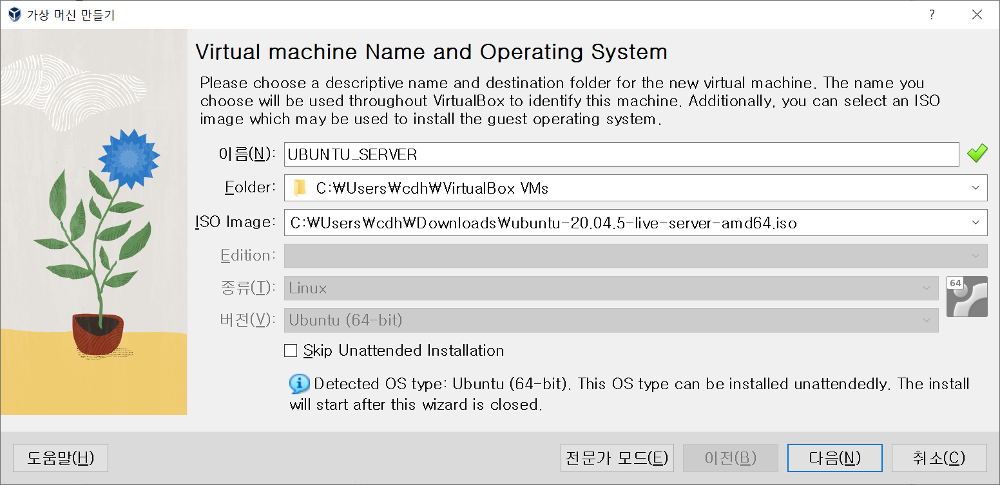 가상 머신 만들기
?
Virtual machine Name and Operating System
Please choose a descriptive name and destination folder for the new virtual machine. The name you
choose will be used throughout VirtualBox to identify this machine. Additionally, you can select an ISO
image which may be used to install the guest operating system.
이름(N): UBUNTU_SERVER
Folder: C:₩Users₩cdh₩VirtualBox VMs
ISO Image: C:₩Users₩cdh₩Downloads₩ubuntu-20.04.5-live-server-amd64.iso
Edition:
종류(T): Linux
64
버전(V): Ubuntu (64-bit)
Skip Unattended Installation
Detected OS type: Ubuntu (64-bit). This OS type can be installed unattendedly. The install
will start after this wizard is closed.
도움말(H) 전문가 모드(E) 이전(B) 다음(N) 취소(C)